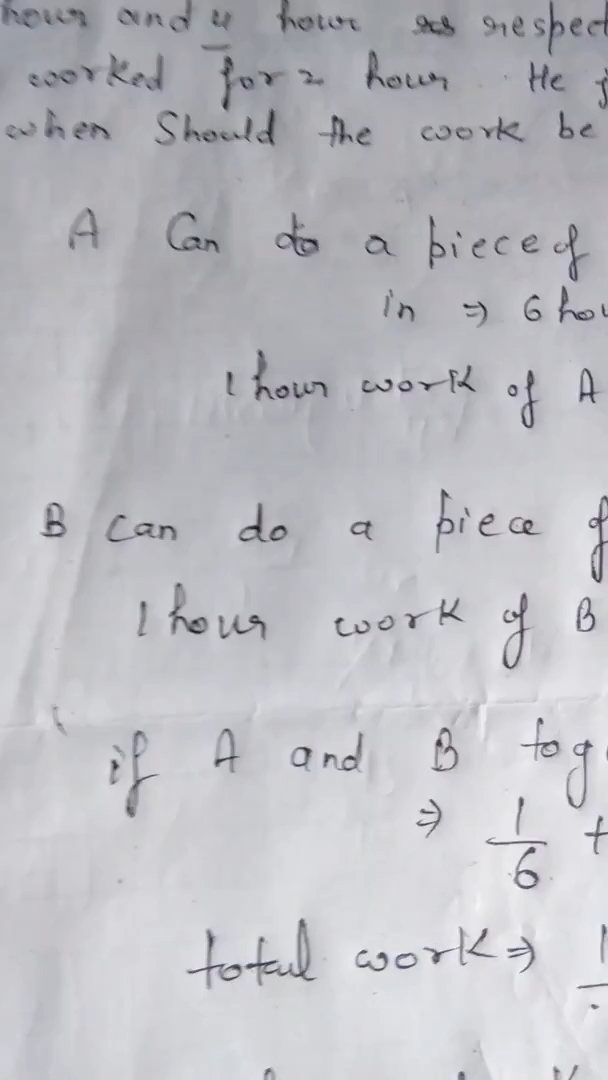 hour and 4 hour respect
worked for 2 hour. He j
when Should the work be
A Can do a piece of
in ⇒ 6 hou
1 hour work of A
B Can do a piece of
1 hour work of B
if A and B tog
⇒ 1/6 +
total work ⇒ 1